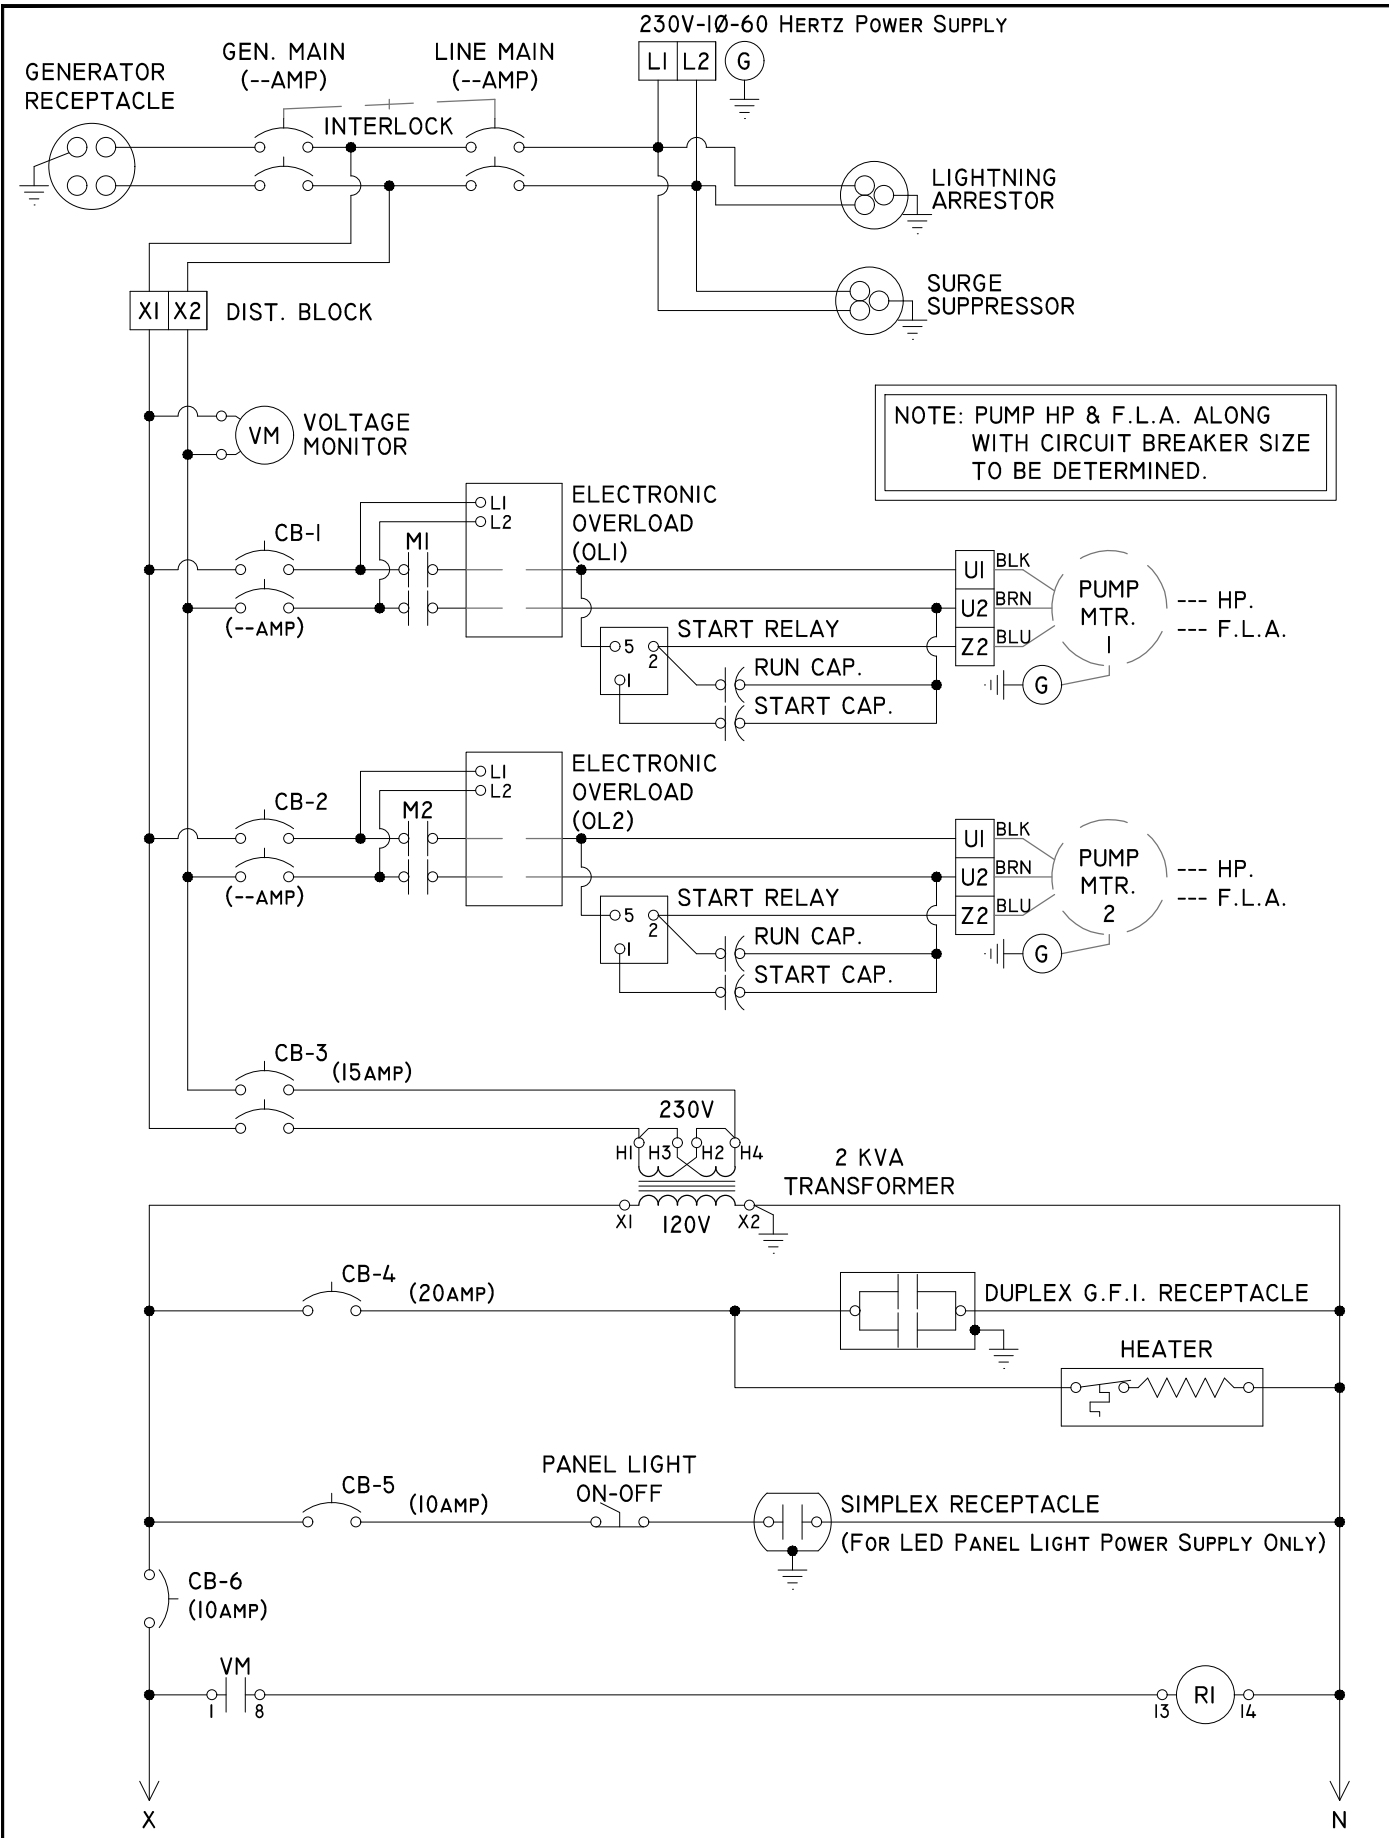 230V-1Ø-60 HERTZ POWER SUPPLY
L1 L2 G
GENERATOR
RECEPTACLE
GEN. MAIN
(--AMP)
LINE MAIN
(--AMP)
INTERLOCK
LIGHTNING
ARRESTOR
SURGE
SUPPRESSOR
X1 X2 DIST. BLOCK
VM
VOLTAGE
MONITOR
NOTE: PUMP HP & F.L.A. ALONG
WITH CIRCUIT BREAKER SIZE
TO BE DETERMINED.
CB-1
(--AMP)
M1
L1
L2
ELECTRONIC
OVERLOAD
(OL1)
START RELAY
5
2
1
RUN CAP.
START CAP.
U1 BLK
U2 BRN
Z2 BLU
PUMP
MTR.
1
--- HP.
--- F.L.A.
G
CB-2
(--AMP)
M2
L1
L2
ELECTRONIC
OVERLOAD
(OL2)
START RELAY
5
2
1
RUN CAP.
START CAP.
U1 BLK
U2 BRN
Z2 BLU
PUMP
MTR.
2
--- HP.
--- F.L.A.
G
CB-3 (15AMP)
230V
H1 H3 H2 H4
2 KVA
TRANSFORMER
X1 120V X2
CB-4 (20AMP)
DUPLEX G.F.I. RECEPTACLE
HEATER
CB-5 (10AMP)
PANEL LIGHT
ON-OFF
SIMPLEX RECEPTACLE
(FOR LED PANEL LIGHT POWER SUPPLY ONLY)
CB-6
(10AMP)
VM
1 8
13 R1 14
X N